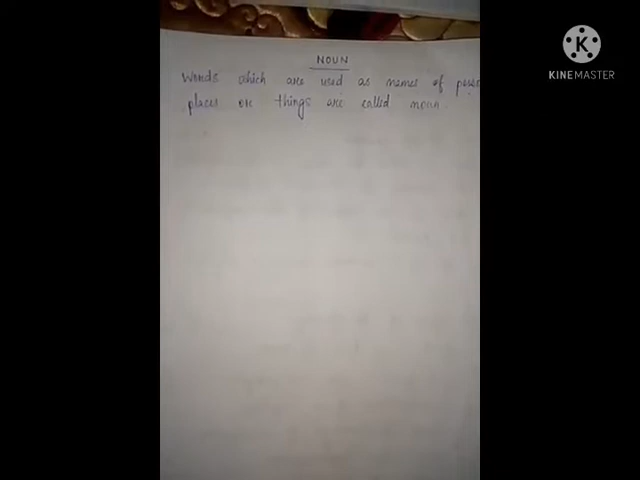 K
KINEMASTER
NOUN
Words which are used as names of
places or things are called noun.